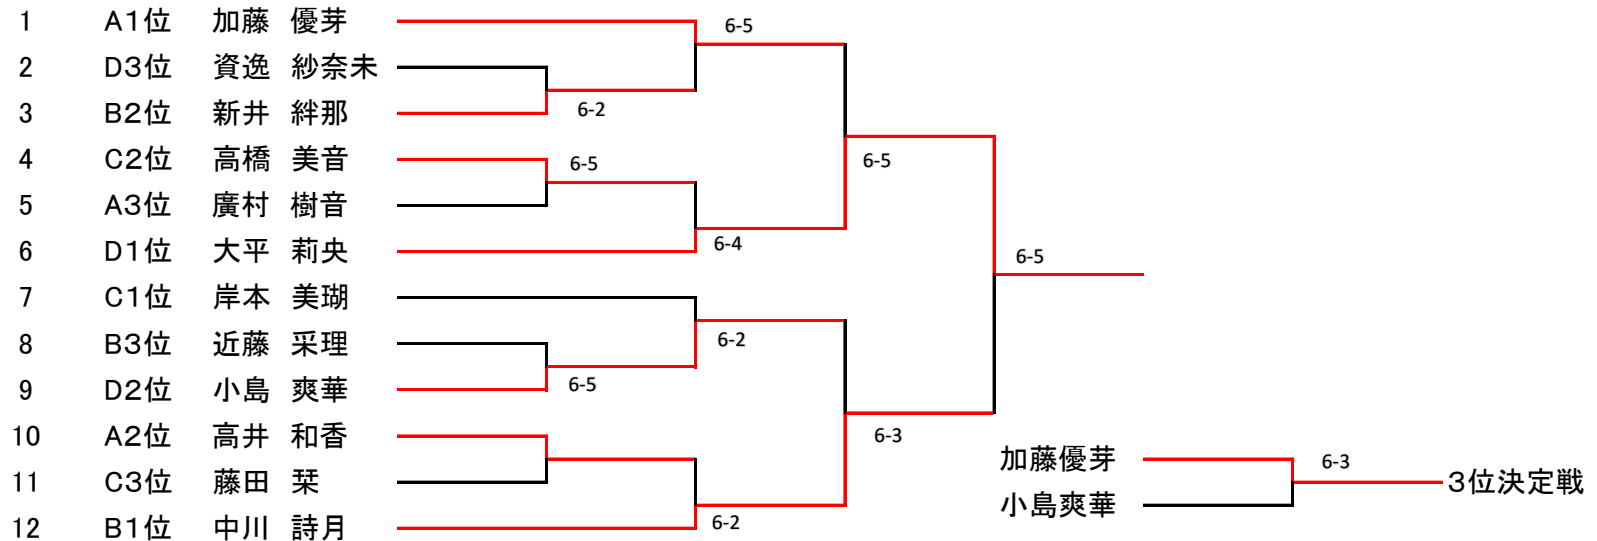 1 A1位 加藤 優芽
6-5
2 D3位 資逸 紗奈未
6-2
3 B2位 新井 絆那
4 C2位 高橋 美音
6-5
6-5
5 A3位 廣村 樹音
6 D1位 大平 莉央
6-4
6-5
7 C1位 岸本 美瑚
8 B3位 近藤 采理
6-2
9 D2位 小島 爽華
6-5
10 A2位 高井 和香
6-3
11 C3位 藤田 栞
12 B1位 中川 詩月
6-2
加藤優芽
6-3
3位決定戦
小島爽華